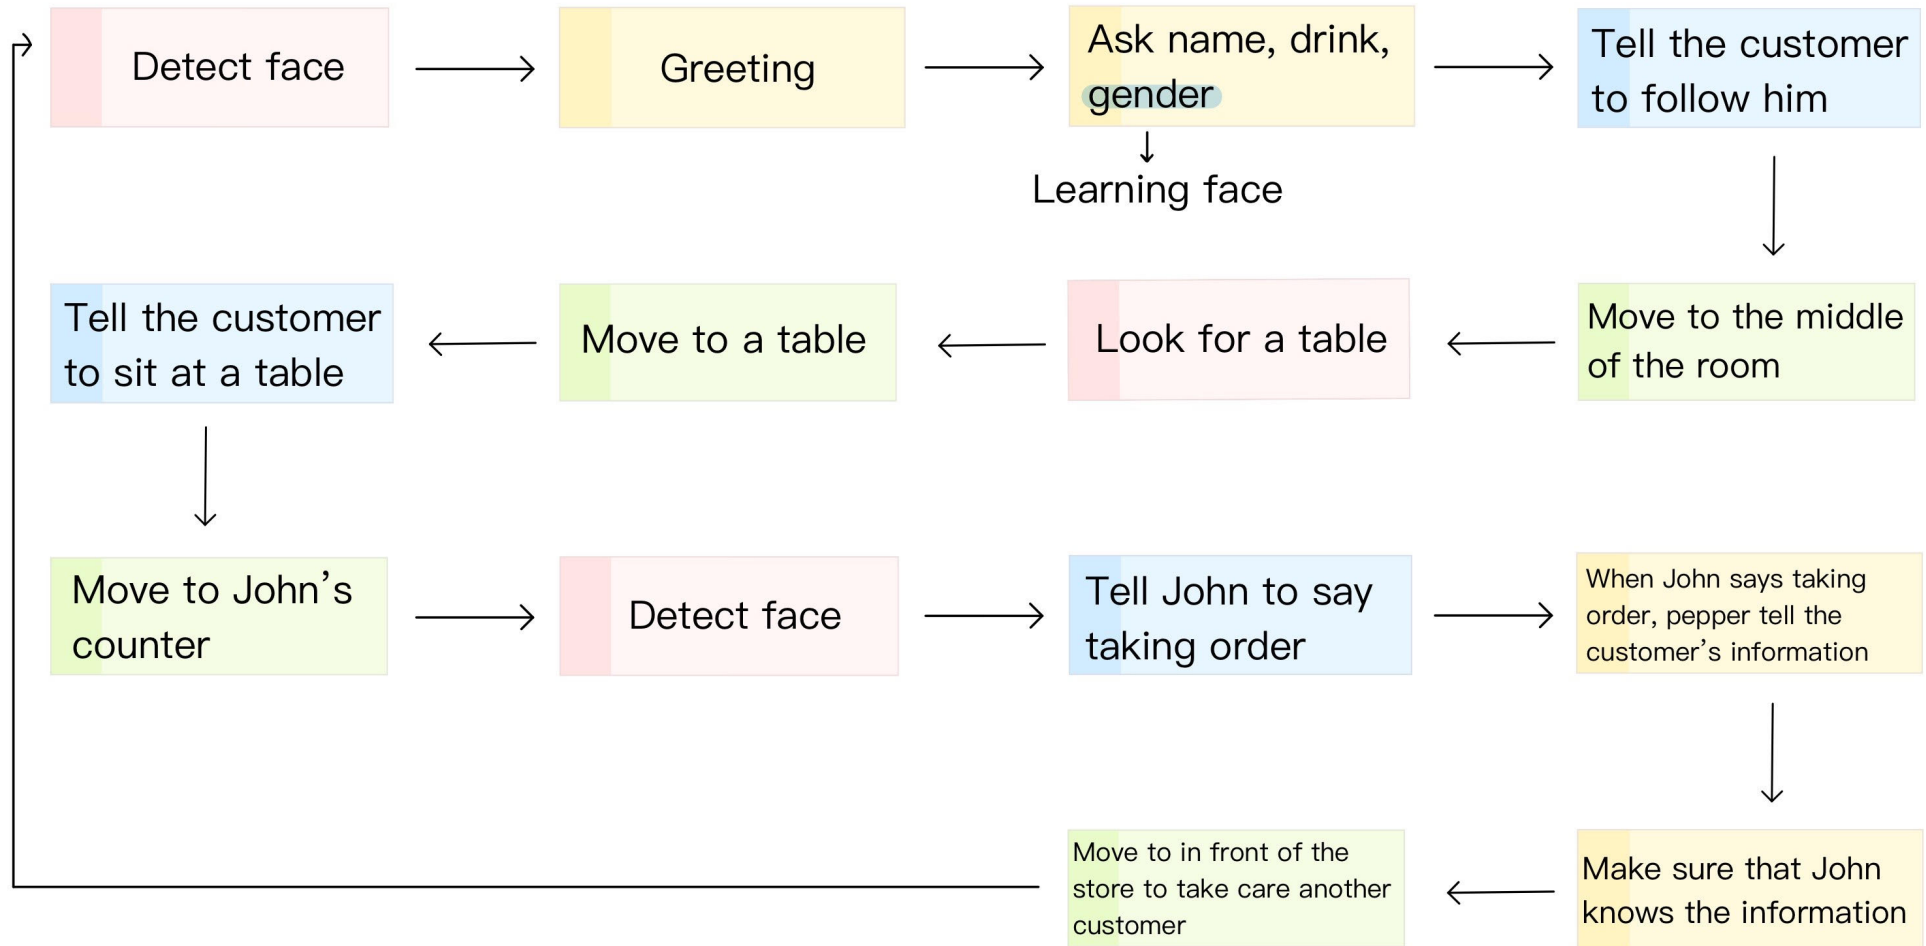 Detect face
Greeting
Ask name, drink,
gender
Learning face
Tell the customer
to follow him
Move to the middle
of the room
Look for a table
Move to a table
Tell the customer
to sit at a table
Move to John’s
counter
Detect face
Tell John to say
taking order
When John says taking
order, pepper tell the
customer’s information
Make sure that John
knows the information
Move to in front of the
store to take care another
customer